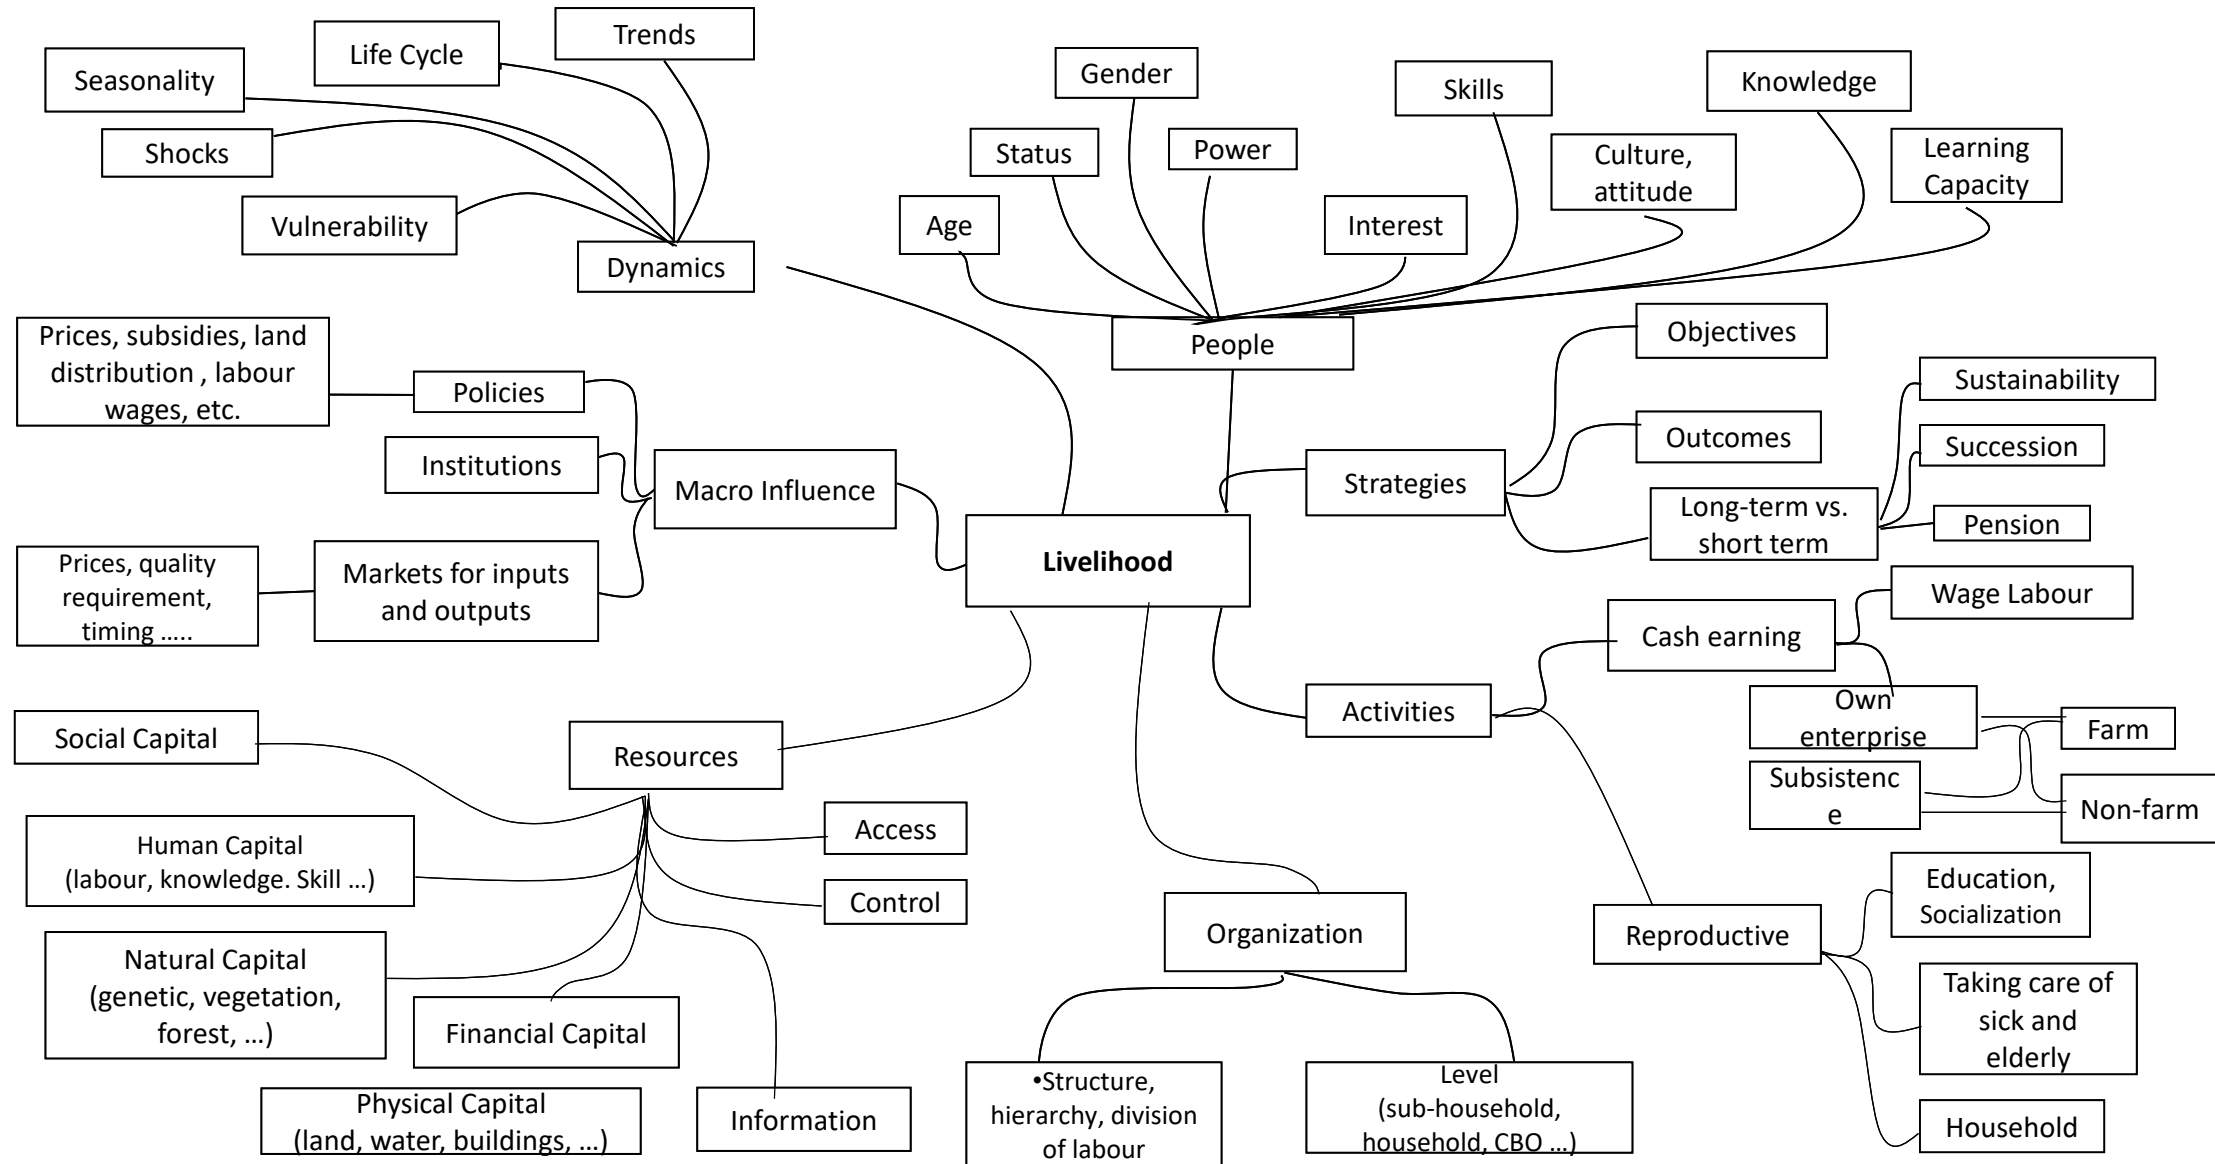 Trends
Life Cycle
Seasonality
Shocks
Vulnerability
Dynamics
Gender
Skills
Knowledge
Status
Power
Culture,
attitude
Learning
Capacity
Age
Interest
People
Prices, subsidies, land
distribution , labour
wages, etc.
Policies
Institutions
Macro Influence
Prices, quality
requirement,
timing .....
Markets for inputs
and outputs
Livelihood
Strategies
Objectives
Outcomes
Long-term vs.
short term
Sustainability
Succession
Pension
Activities
Cash earning
Wage Labour
Own
enterprise
Subsistenc
e
Farm
Non-farm
Reproductive
Education,
Socialization
Taking care of
sick and
elderly
Household
Social Capital
Resources
Access
Control
Human Capital
(labour, knowledge. Skill ...)
Natural Capital
(genetic, vegetation,
forest, ...)
Financial Capital
Physical Capital
(land, water, buildings, ...)
Information
Organization
•Structure,
hierarchy, division
of labour
Level
(sub-household,
household, CBO ...)